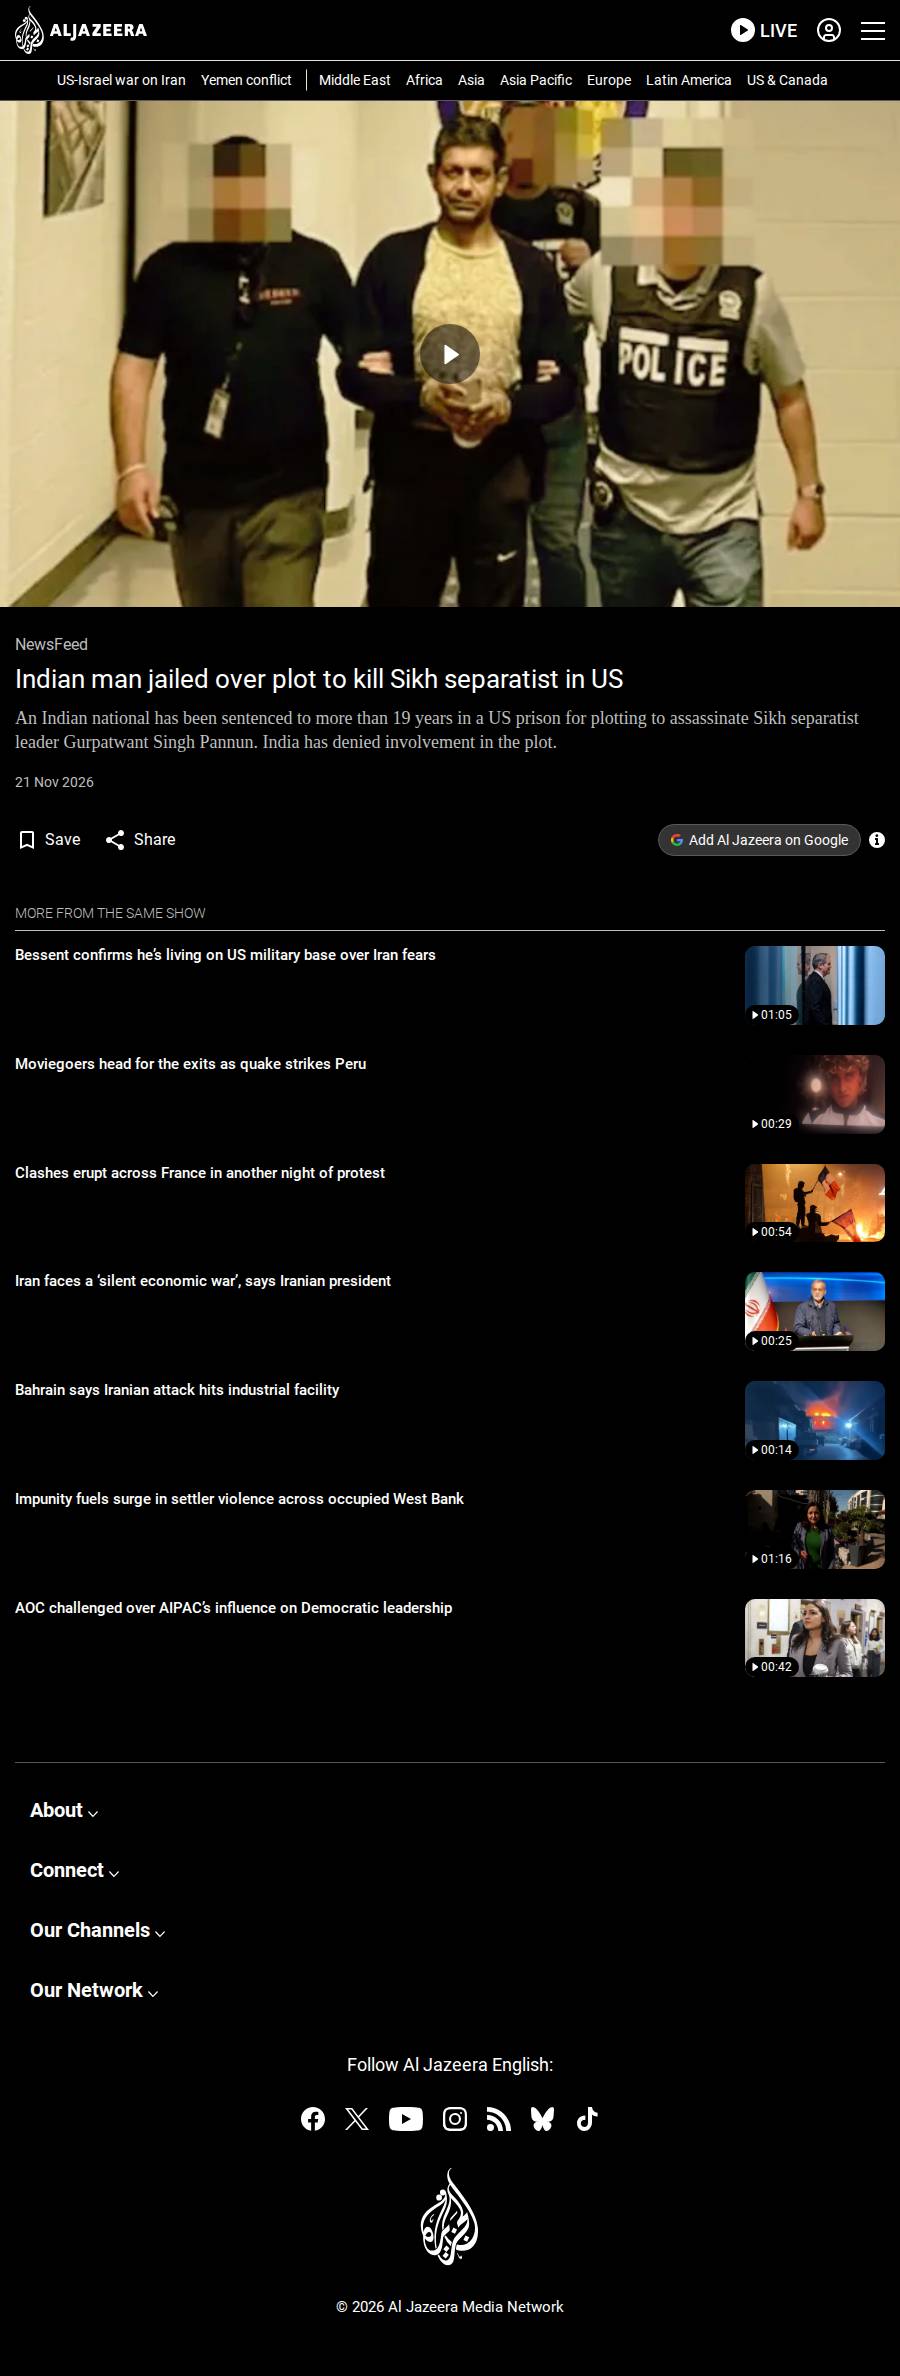 ALJAZEERA
LIVE
US-Israel war on Iran
Yemen conflict
Middle East
Africa
Asia
Asia Pacific
Europe
Latin America
US & Canada
POLICE
NewsFeed
Indian man jailed over plot to kill Sikh separatist in US
An Indian national has been sentenced to more than 19 years in a US prison for plotting to assassinate Sikh separatist
leader Gurpatwant Singh Pannun. India has denied involvement in the plot.
21 Nov 2026
Save
Share
Add Al Jazeera on Google
MORE FROM THE SAME SHOW
Bessent confirms he’s living on US military base over Iran fears
01:05
Moviegoers head for the exits as quake strikes Peru
00:29
Clashes erupt across France in another night of protest
00:54
Iran faces a ‘silent economic war’, says Iranian president
00:25
Bahrain says Iranian attack hits industrial facility
00:14
Impunity fuels surge in settler violence across occupied West Bank
01:16
AOC challenged over AIPAC’s influence on Democratic leadership
00:42
About
Connect
Our Channels
Our Network
Follow Al Jazeera English:
© 2026 Al Jazeera Media Network